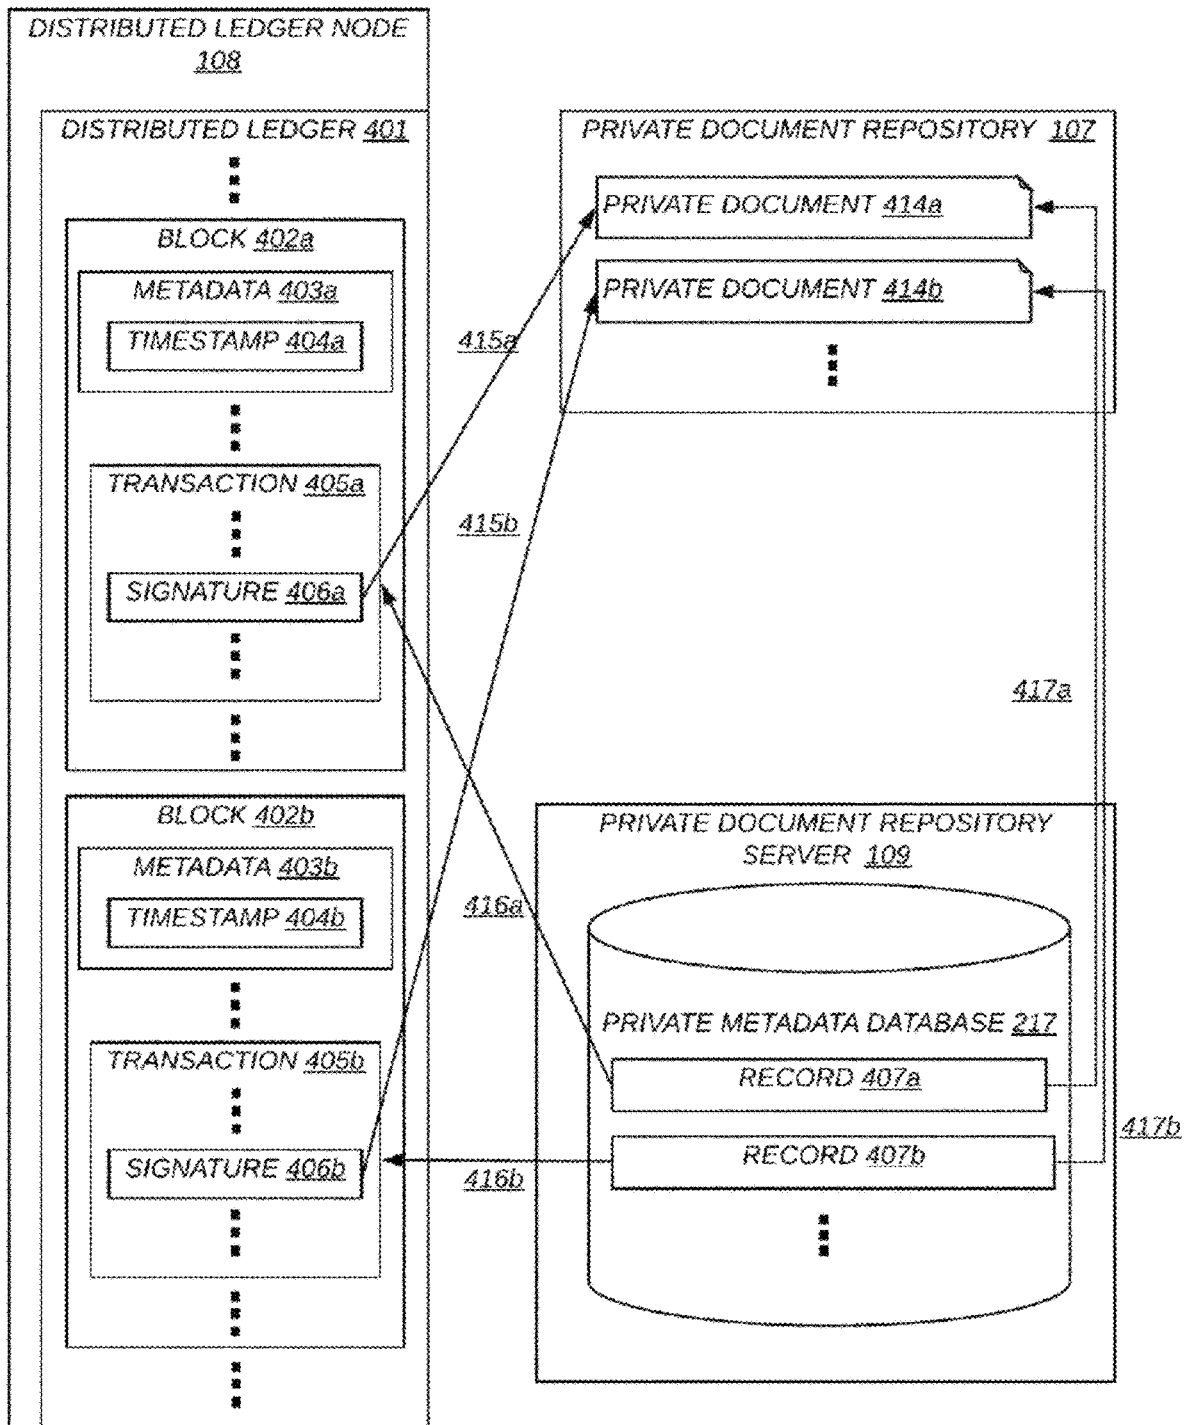 DISTRIBUTED LEDGER NODE
108
DISTRIBUTED LEDGER 401
BLOCK 402a
METADATA 403a
TIMESTAMP 404a
TRANSACTION 405a
SIGNATURE 406a
BLOCK 402b
METADATA 403b
TIMESTAMP 404b
TRANSACTION 405b
SIGNATURE 406b
415a
415b
416a
416b
PRIVATE DOCUMENT REPOSITORY 107
PRIVATE DOCUMENT 414a
PRIVATE DOCUMENT 414b
417a
PRIVATE DOCUMENT REPOSITORY
SERVER 109
PRIVATE METADATA DATABASE 217
RECORD 407a
RECORD 407b
417b